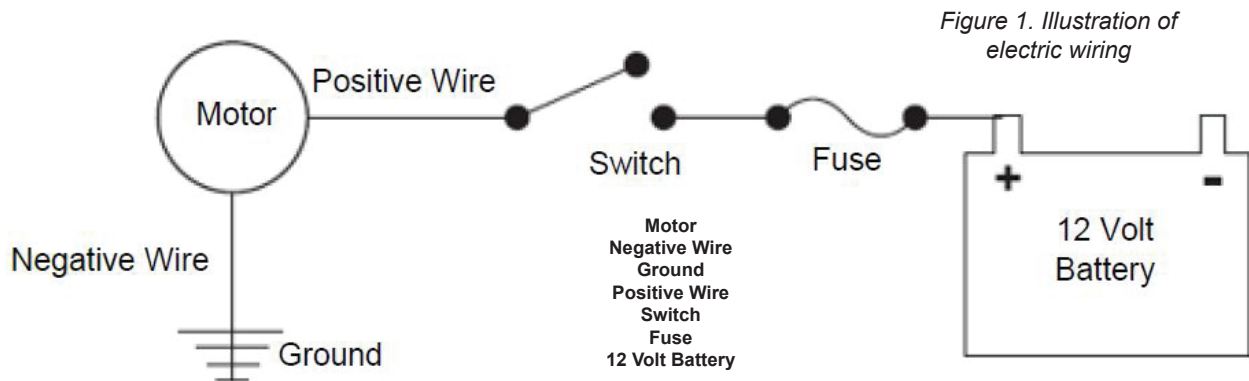 Figure 1. Illustration of
electric wiring
Positive Wire
Motor
Switch
Fuse
+
-
12 Volt
Battery
Negative Wire
Ground
Motor
Negative Wire
Ground
Positive Wire
Switch
Fuse
12 Volt Battery